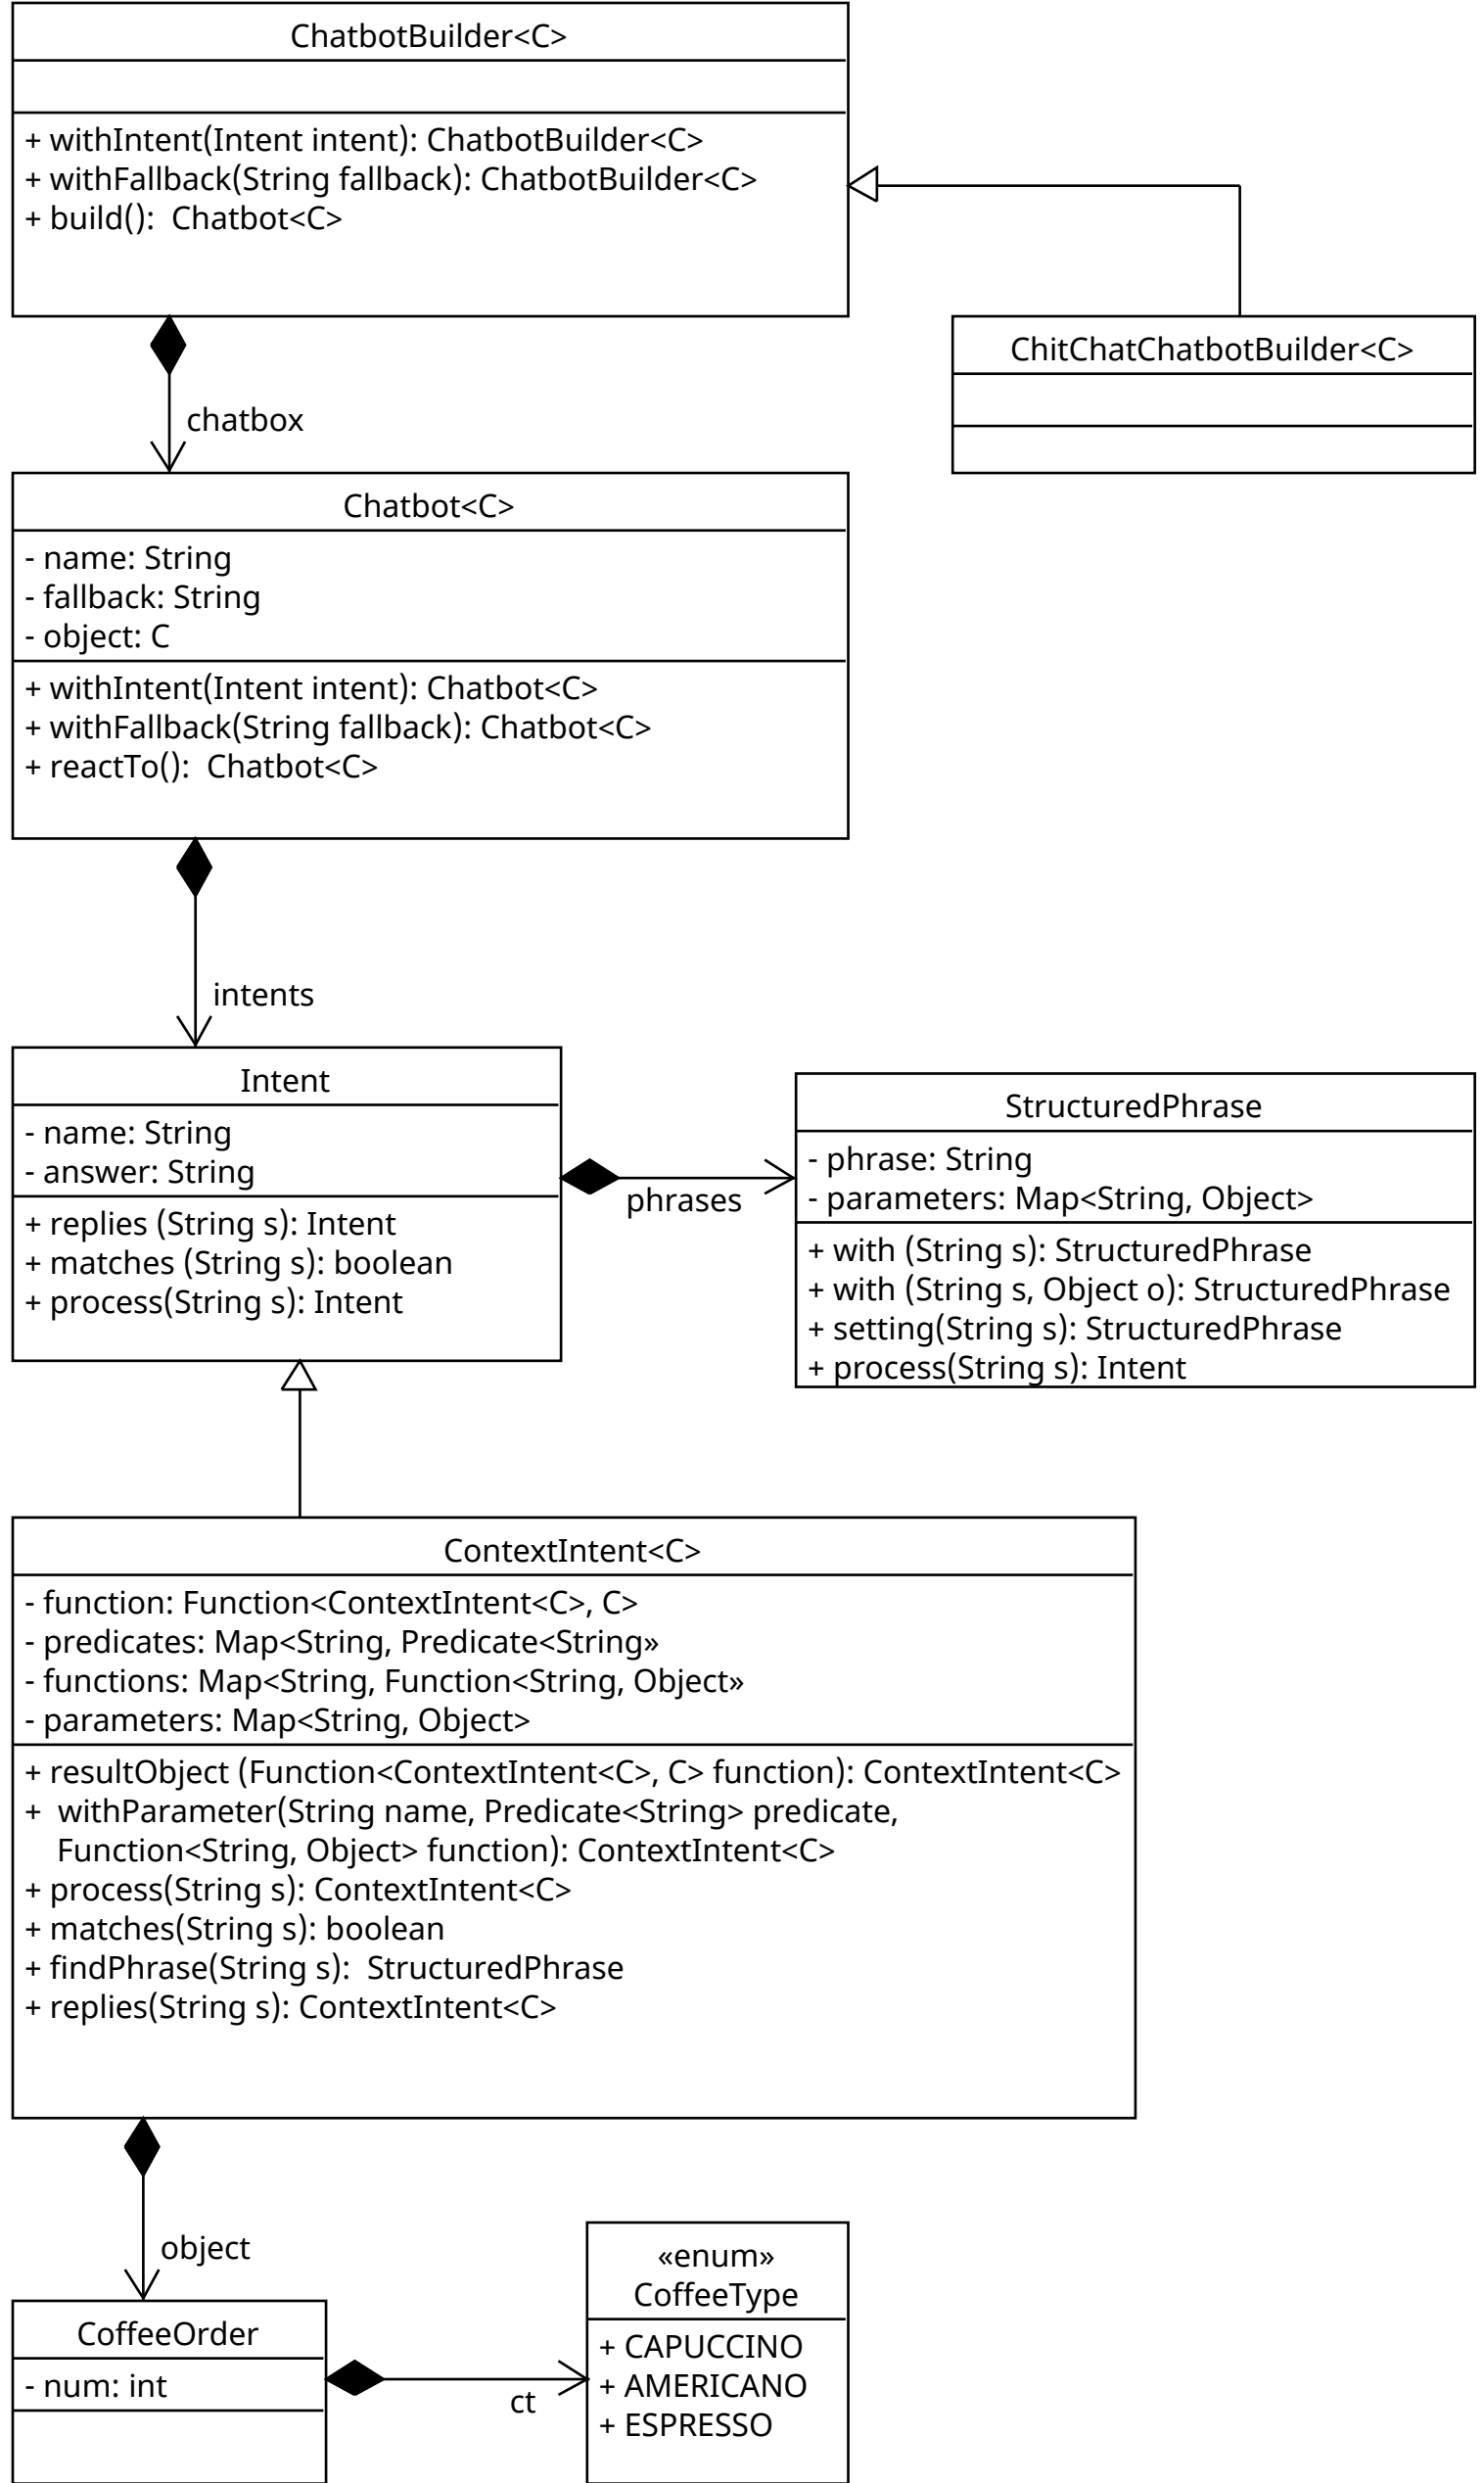 ChatbotBuilder<C>
+ withIntent(Intent intent): ChatbotBuilder<C>
+ withFallback(String fallback): ChatbotBuilder<C>
+ build():  Chatbot<C>
ChitChatChatbotBuilder<C>
chatbox
Chatbot<C>
- name: String
- fallback: String
- object: C
+ withIntent(Intent intent): Chatbot<C>
+ withFallback(String fallback): Chatbot<C>
+ reactTo():  Chatbot<C>
intents
Intent
- name: String
- answer: String
+ replies (String s): Intent
+ matches (String s): boolean
+ process(String s): Intent
phrases
StructuredPhrase
- phrase: String
- parameters: Map<String, Object>
+ with (String s): StructuredPhrase
+ with (String s, Object o): StructuredPhrase
+ setting(String s): StructuredPhrase
+ process(String s): Intent
ContextIntent<C>
- function: Function<ContextIntent<C>, C>
- predicates: Map<String, Predicate<String»
- functions: Map<String, Function<String, Object»
- parameters: Map<String, Object>
+ resultObject (Function<ContextIntent<C>, C> function): ContextIntent<C>
+  withParameter(String name, Predicate<String> predicate,
Function<String, Object> function): ContextIntent<C>
+ process(String s): ContextIntent<C>
+ matches(String s): boolean
+ findPhrase(String s):  StructuredPhrase
+ replies(String s): ContextIntent<C>
object
CoffeeOrder
- num: int
ct
«enum»
CoffeeType
+ CAPUCCINO
+ AMERICANO
+ ESPRESSO